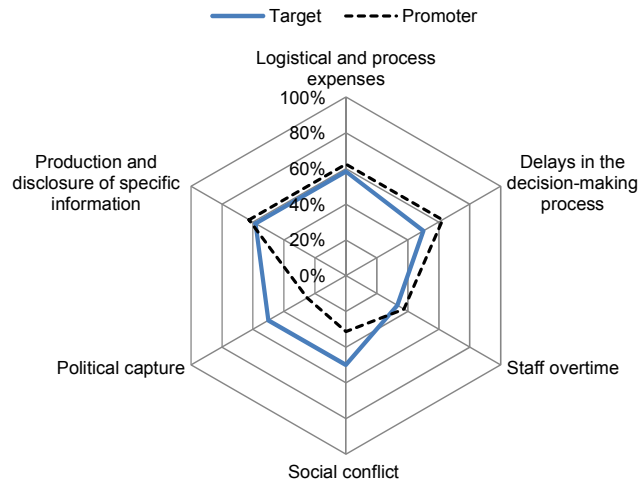 Target
Promoter
Logistical and process
expenses
100%
80%
60%
40%
20%
0%
Delays in the
decision-making
process
Staff overtime
Social conflict
Political capture
Production and
disclosure of specific
information